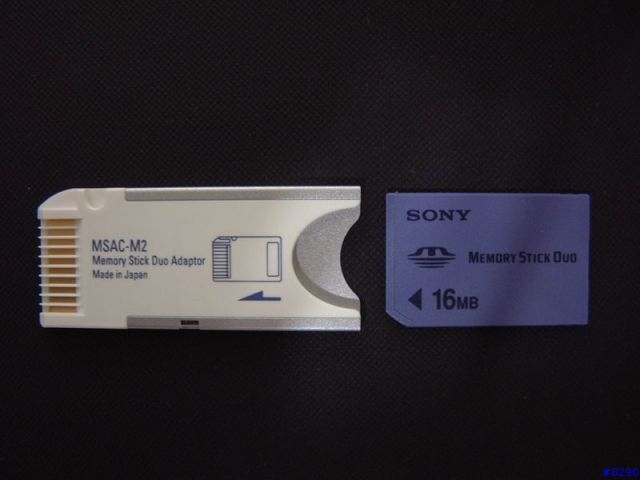 MSAC-M2
Memory Stick Duo Adaptor
Made in Japan
SONY
MEMORY STICK DUO
16MB
#8290